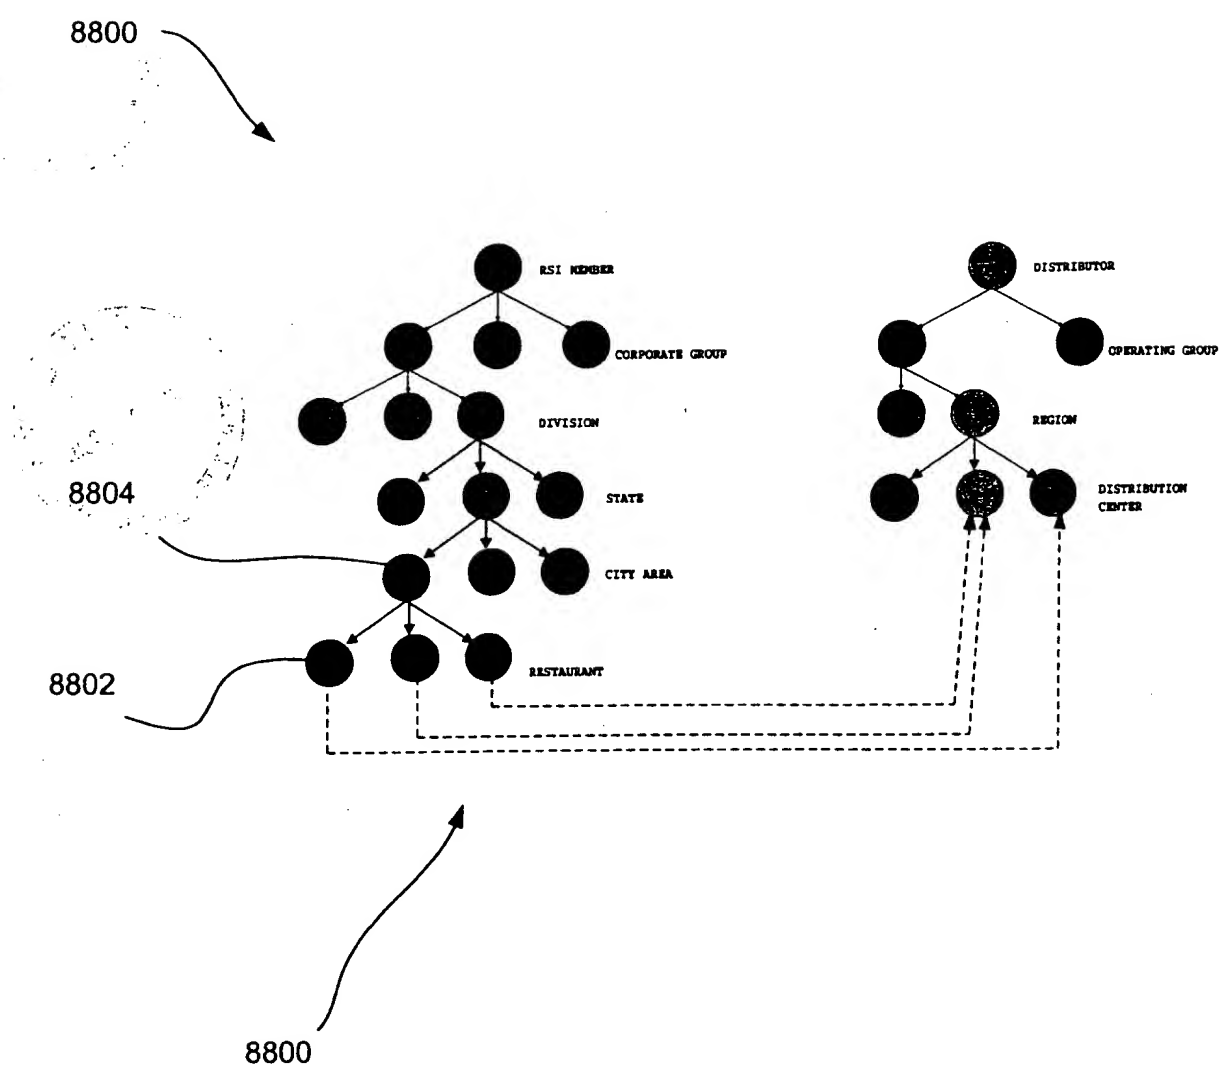 8800
RSI MEMBER
DISTRIBUTOR
CORPORATE GROUP
OPERATING GROUP
DIVISION
REGION
8804
STATE
DISTRIBUTION
CENTER
CITY AREA
8802
RESTAURANT
8800